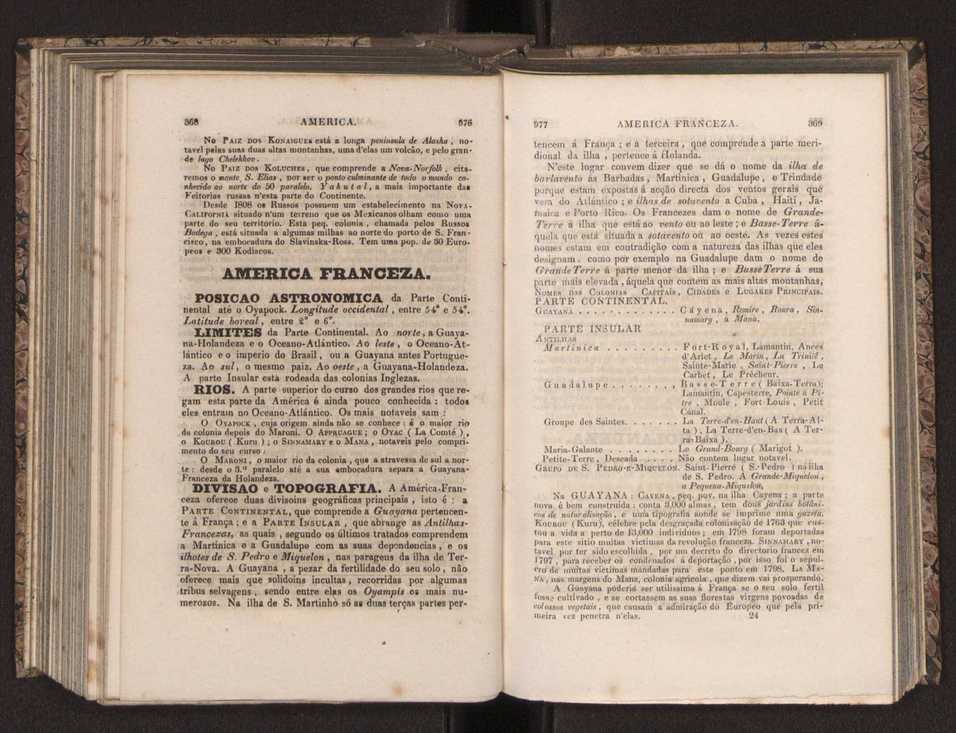 368 AMERICA. 976
No PAIZ DOS KONAIGUES está a longa peninsula de Alaska, no-
tavel pelas suas duas altas montanhas, uma d'elas um volcão, e pelo gran-
de lago Chelekhov.
No PAIZ DOS KOLUCHES, que comprende a Nova-Norfolk, cita-
remos o monte S. Elias, por ser o ponto culminante de todo o mundo co-
nhecido ao norte do 50 paralelo. Yakutal, a mais importante das
Feitorias russas n'esta parte do Continente.
Desde 1808 os Russos possuem um estabelecimento na NOVA-
CALIFORNIA situado n'um terreno que os Mexicanos olham como uma
parte do seu territorio. Esta peq. colonia, chamada pelos Russos
Bodega, está situada a algumas milhas ao norte do porto de S. Fran-
cisco, na embocadura do Slavinska-Ross. Tem uma pop. de 50 Euro-
peos e 300 Kodiscos.
AMERICA FRANCEZA.
POSICAO ASTRONOMICA da Parte Conti-
nental até o Oyapock. Longitude occidental, entre 54° e 54°.
Latitude boreal, entre 2° e 6°.
LIMITES da Parte Continental. Ao norte, a Guaya-
na-Holandeza e o Oceano-Atlántico. Ao leste, o Oceano-At-
lántico e o imperio do Brasil, ou a Guayana antes Portugue-
za. Ao sul, o mesmo paiz. Ao oeste, a Guayana-Holandeza.
A parte Insular está rodeada das colonias Inglezas.
RIOS. A parte superior do curso dos grandes rios que re-
gam esta parte da América é ainda pouco conhecida: todos
eles entram no Oceano-Atlántico. Os mais notaveis sam:
O OYAPOCK, cuja origem ainda não se conhece: é o maior rio
da colonia depois do Maroni. O APPRUAGUE; o OYAC (La Comté),
o KOUROU (Kuru); o SINNAMARY e o MANA, notaveis pelo compri-
mento do seu curso.
O MARONI, o maior rio da colonia, que a atravessa de sul a nor-
te: desde o 3.° paralelo até a sua embocadura separa a Guayana-
Franceza da Holandeza.
DIVISAO e TOPOGRAFIA. A América-Fran-
ceza oferece duas divisoins geográficas principais, isto é: a
PARTE CONTINENTAL, que comprende a Guayana pertencen-
te á França; e a PARTE INSULAR, que abrange as Antilhas-
Francezas, as quais, segundo os últimos tratados comprendem
a Martinica e a Guadalupe com as suas dependencias, e os
ilhotes de S. Pedro e Miquelon, nas paragens da ilha de Ter-
ra-Nova. A Guayana, a pezar da fertilidade do seu solo, não
oferece mais que solidoins incultas, recorridas por algumas
tribus selvagens, sendo entre elas os Oyampis os mais nu-
merozos. Na ilha de S. Martinho só as duas terças partes per-
977 AMERICA FRANCEZA. 369
tencem á França; e a terceira, que comprende a parte meri-
dional da ilha, pertence á Holanda.
N'este lugar convem dizer que se dá o nome da ilha de
barlavento ás Barbadas, Martinica, Guadalupe, e Trindade
porque estam expostas á acção directa dos ventos gerais que
vem do Atlántico; e ilhas de sotavento a Cuba, Haïti, Ja-
maica e Porto Rico. Os Francezes dam o nome de Grande-
Terre á ilha que está ao vento ou ao leste; e Basse-Terre á-
quela que está situada a sotavento ou ao oeste. As vezes estes
nomes estam em contradição com a natureza das ilhas que eles
designam. como por exemplo na Guadalupe dam o nome de
Grande Terre á parte menor da ilha; e Basse Terre á sua
parte mais elevada, áquela que contem as mais altas montanhas,
NOMES DAS COLONIAS CAPITAIS, CIDADES E LUGARES PRINCIPAIS.
PARTE CONTINENTAL.
GUAYANA . . . . . . . . . . . . Cayena, Remire, Roura, Sin-
namary, a Mana.
PARTE INSULAR
ANTILHAS
Martinica . . . . . . . . . Fort-Royal, Lamantin, Ances
d'Arlet, Le Marin, La Trinité,
Sainte-Marie, Saint-Pierre, La
Carbet, Le Prêcheur.
Guadalupe . . . . . . . . Basse-Terre (Baixa-Terra);
Lamantin, Capesterre, Pointe á Pi-
tre, Moule, Fort-Louis, Petit
Canal.
Groupe des Saintes. . . . . . . La Terre-d'en-Haut (A Terra-Al-
ta), La Terre-d'en-Bas (A Ter-
ra Baixa).
Maria-Galante . . . . . . . . Le Grand-Bourg (Marigot).
Petite-Terre, Deseada . . . . . Não contem lugar notavel.
GRUPO DE S. PEDRO-E-MIQUELON. Saint-Pierre (S.-Pedro) na ilha
de S. Pedro. A Grande-Miquelon,
a Pequena-Miquelon,
Na GUAYANA: CAYENA, peq. pov. na ilha Cayena; a parte
nova é bem construida: conta 3,000 almas, tem dous jardins botâni-
cos de naturalisação, e uma tipografia aonde se imprime uma gazeta.
KOUROU (Kuru), célebre pela desgraçada colonisação de 1763 que cus-
tou a vida a perto de 13,000 individuos; em 1798 foram deportadas
para este sitio muitas victimas da revolução franceza. SINNAMARY, no-
tavel por ter sido escolhida, por um decreto do directorio francez em
1797, para receber os condenados á deportação, por isso foi o sepul-
cro de muitas victimas mandadas para este ponto em 1798. LA MA-
NA, nas margens do Mana, colonia agricola, que dizem vai prosperando.
A Guayana poderia ser utilissima á França se o seu solo fertil
fosse cultivado, e se cortassem as suas florestas virgens povoadas de
colossos vegetais, que causam a admiração do Europeo que pela pri-
meira vez penetra n'elas. 24